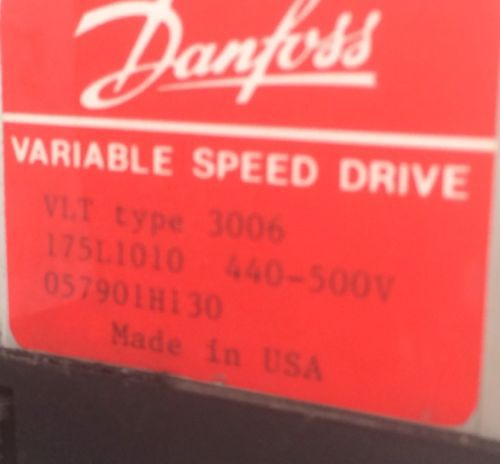 Danfoss
VARIABLE SPEED DRIVE
VLT type 3006
175L1010 440-500V
057901H130
Made in USA